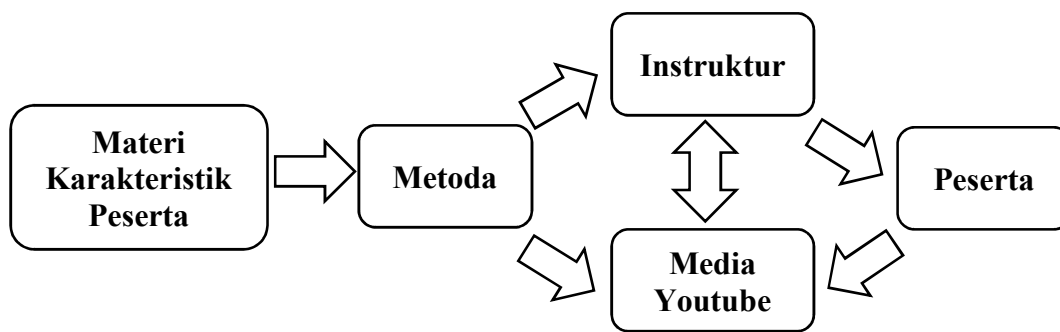 Materi
Karakteristik
Peserta
Metoda
Instruktur
Media
Youtube
Peserta